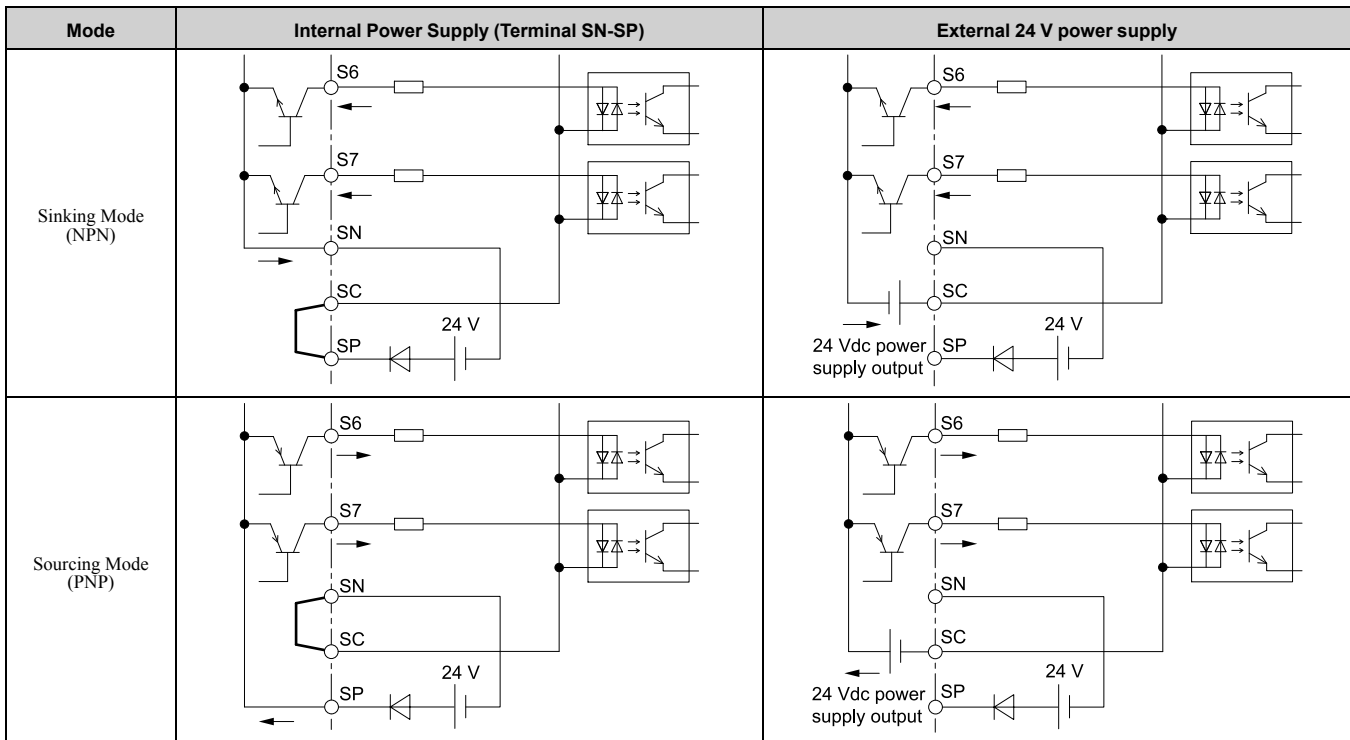 Mode
Internal Power Supply (Terminal SN-SP)
External 24 V power supply
Sinking Mode
(NPN)
S6
S7
SN
SC
24 V
SP
S6
S7
SN
SC
24 V
24 Vdc power
supply output
SP
Sourcing Mode
(PNP)
S6
S7
SN
SC
24 V
SP
S6
S7
SN
SC
24 V
24 Vdc power
supply output
SP